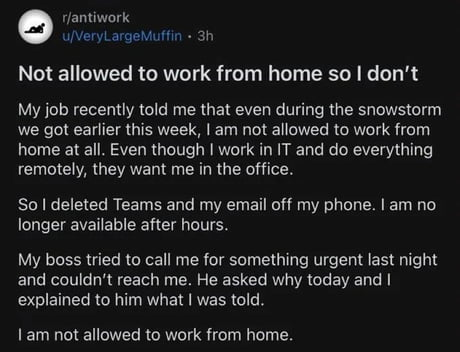 r/antiwork
u/VeryLargeMuffin • 3h
Not allowed to work from home so I don’t
My job recently told me that even during the snowstorm
we got earlier this week, I am not allowed to work from
home at all. Even though I work in IT and do everything
remotely, they want me in the office.
So I deleted Teams and my email off my phone. I am no
longer available after hours.
My boss tried to call me for something urgent last night
and couldn’t reach me. He asked why today and I
explained to him what I was told.
I am not allowed to work from home.